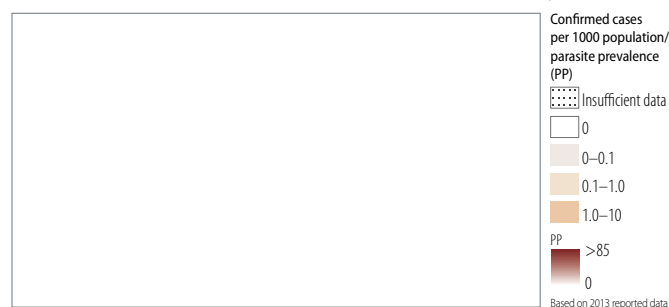 Confirmed cases
per 1000 population/
parasite prevalence
(PP)
Insufficient data
0
0–0.1
0.1–1.0
1.0–10
PP
>85
0
Based on 2013 reported data